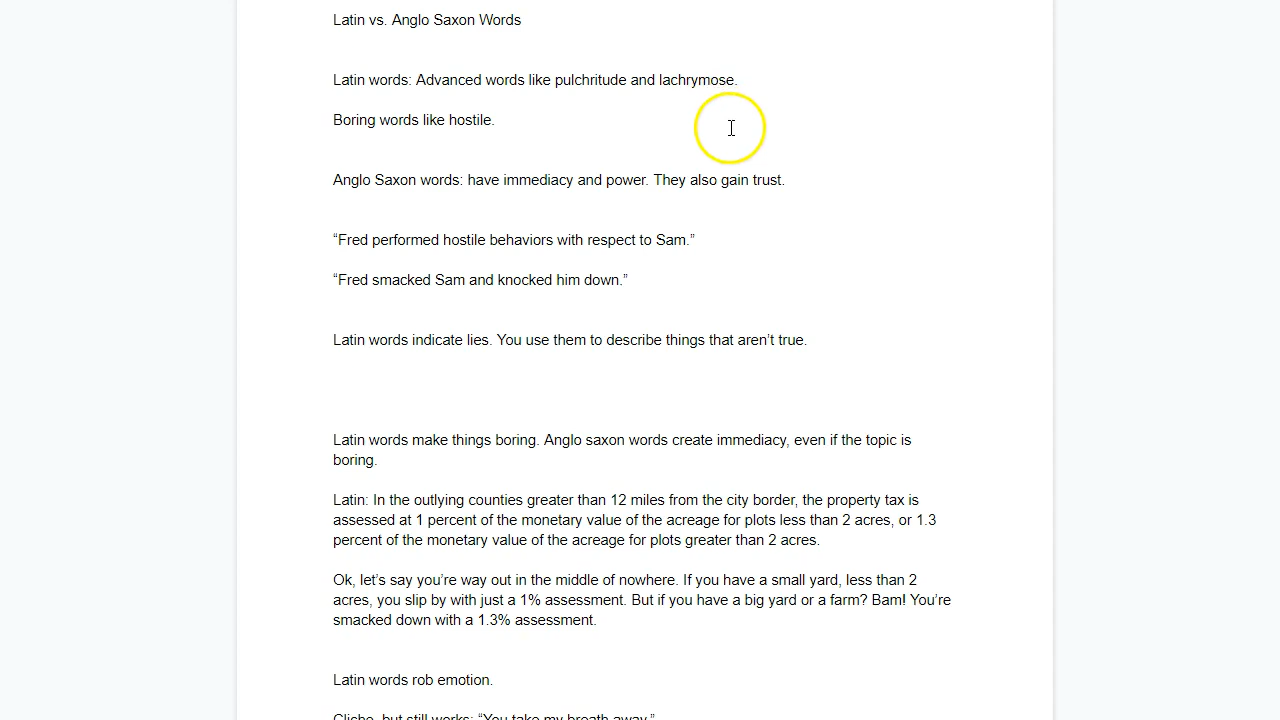 Latin vs. Anglo Saxon Words
Latin words: Advanced words like pulchritude and lachrymose.
Boring words like hostile.
Anglo Saxon words: have immediacy and power. They also gain trust.
“Fred performed hostile behaviors with respect to Sam.”
“Fred smacked Sam and knocked him down.”
Latin words indicate lies. You use them to describe things that aren’t true.
Latin words make things boring. Anglo saxon words create immediacy, even if the topic is
boring.
Latin: In the outlying counties greater than 12 miles from the city border, the property tax is
assessed at 1 percent of the monetary value of the acreage for plots less than 2 acres, or 1.3
percent of the monetary value of the acreage for plots greater than 2 acres.
Ok, let’s say you’re way out in the middle of nowhere. If you have a small yard, less than 2
acres, you slip by with just a 1% assessment. But if you have a big yard or a farm? Bam! You’re
smacked down with a 1.3% assessment.
Latin words rob emotion.
Cliche, but still works: “You take my breath away.”